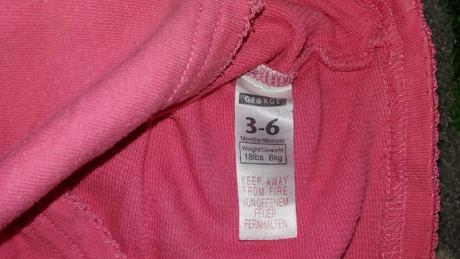 GEORGE
3-6
Months/Monate
Weight/Gewicht
18lbs 8kg
KEEP AWAY
FROM FIRE
VON OFFENEM
FEUER
FERNHALTEN